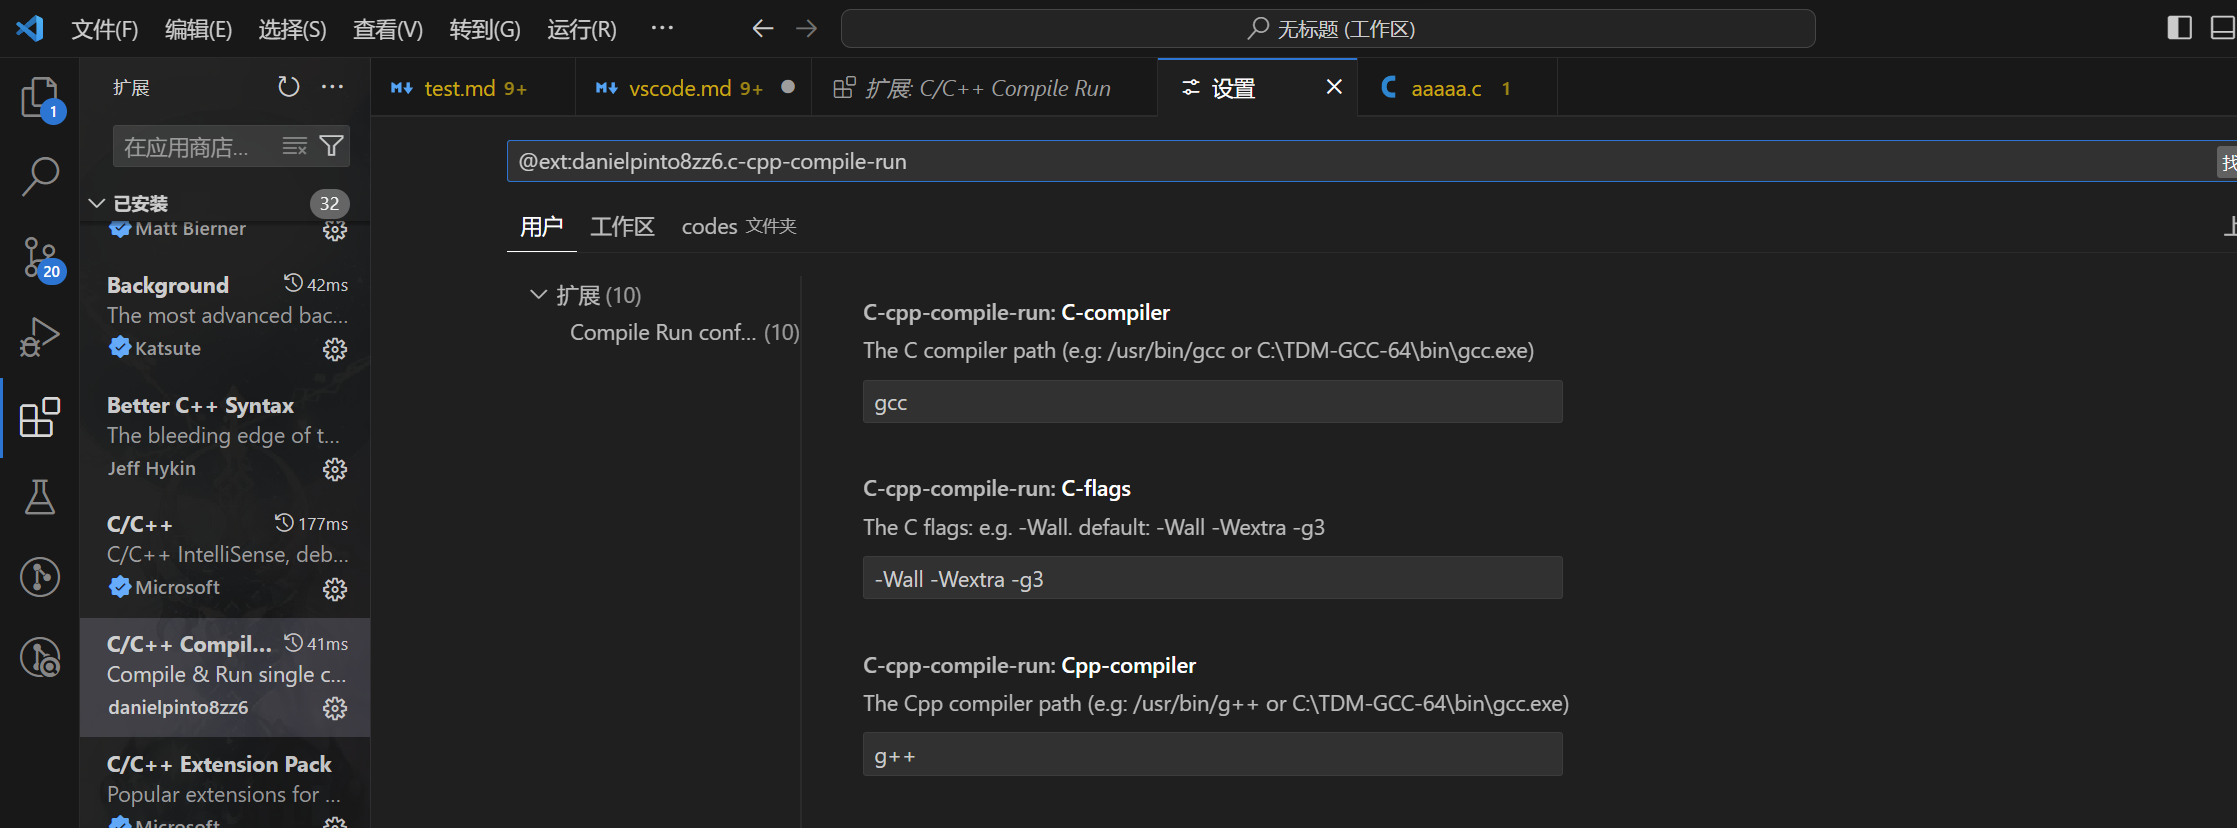 文件(F) 编辑(E) 选择(S) 查看(V) 转到(G) 运行(R) ···
无标题 (工作区)
扩展
在应用商店...
已安装 32
Matt Bierner
Background 42ms
The most advanced bac...
Katsute
Better C++ Syntax
The bleeding edge of t...
Jeff Hykin
C/C++ 177ms
C/C++ IntelliSense, deb...
Microsoft
C/C++ Compil... 41ms
Compile & Run single c...
danielpinto8zz6
C/C++ Extension Pack
Popular extensions for ...
Microsoft
1
20
test.md 9+
vscode.md 9+
扩展: C/C++ Compile Run
设置
aaaaa.c 1
@ext:danielpinto8zz6.c-cpp-compile-run
用户 工作区 codes 文件夹
扩展 (10)
Compile Run conf... (10)
C-cpp-compile-run: C-compiler
The C compiler path (e.g: /usr/bin/gcc or C:\TDM-GCC-64\bin\gcc.exe)
gcc
C-cpp-compile-run: C-flags
The C flags: e.g. -Wall. default: -Wall -Wextra -g3
-Wall -Wextra -g3
C-cpp-compile-run: Cpp-compiler
The Cpp compiler path (e.g: /usr/bin/g++ or C:\TDM-GCC-64\bin\gcc.exe)
g++